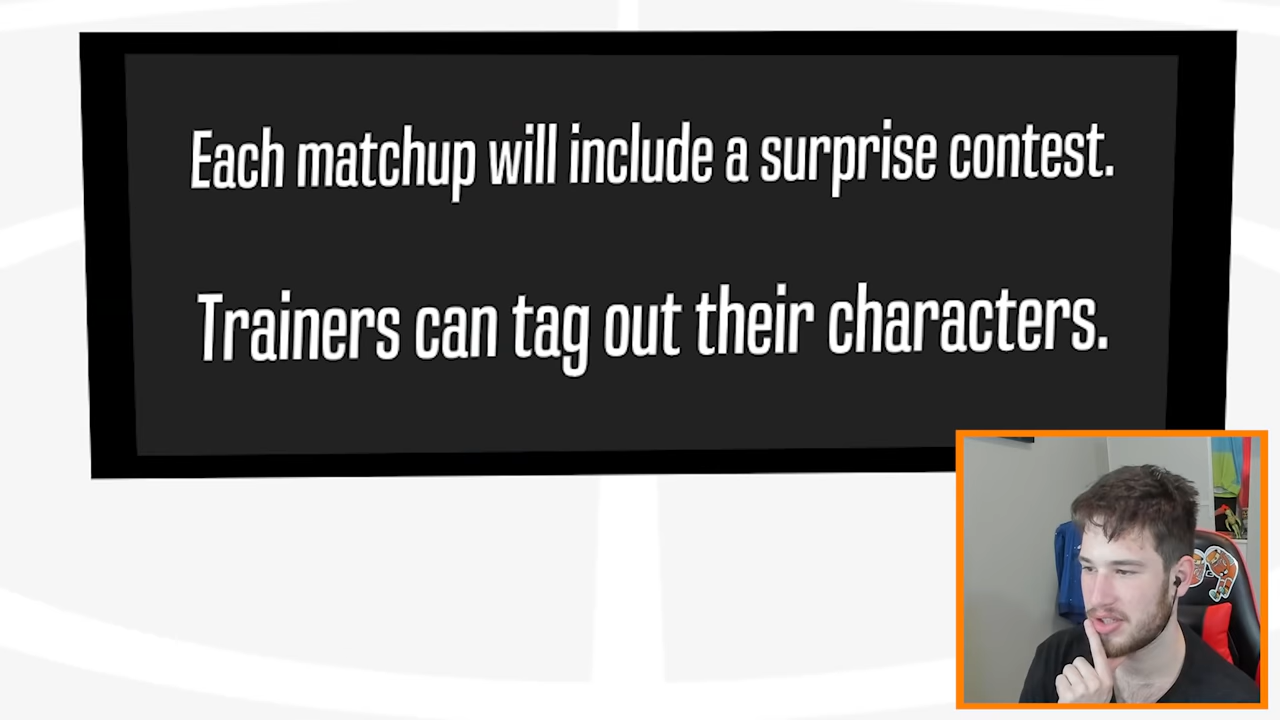 Each matchup will include a surprise contest.
Trainers can tag out their characters.